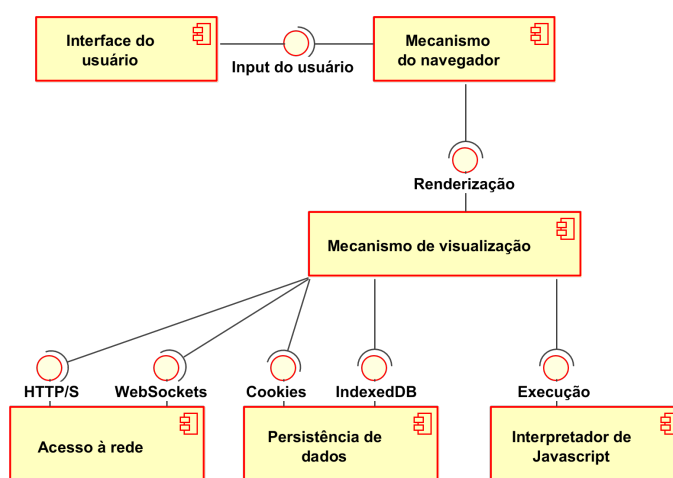 Interface do
usuário
Input do usuário
Mecanismo
do navegador
Renderização
Mecanismo de visualização
HTTP/S
WebSockets
Cookies
IndexedDB
Execução
Acesso à rede
Persistência de
dados
Interpretador de
Javascript